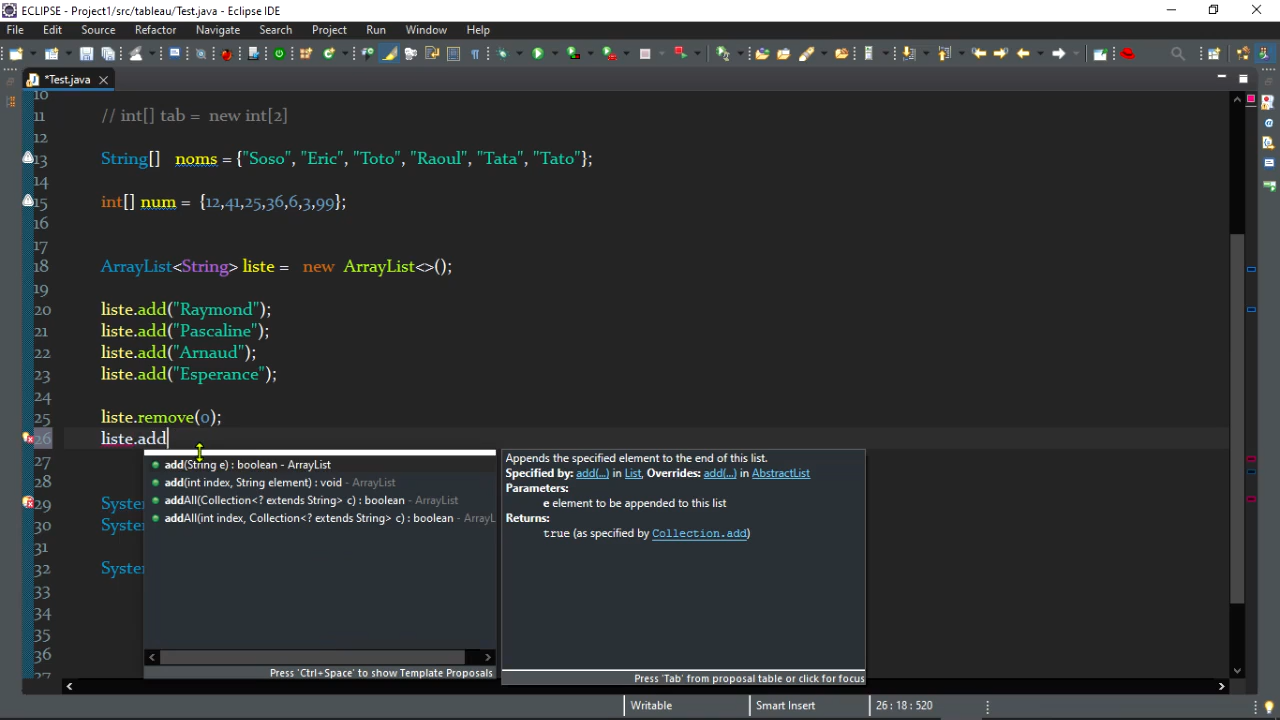 ECLIPSE - Project1/src/tableau/Test.java - Eclipse IDE
File Edit Source Refactor Navigate Search Project Run Window Help
*Test.java
10
11 // int[] tab = new int[2]
12
13 String[] noms = {"Soso", "Eric", "Toto", "Raoul", "Tata", "Tato"};
14
15 int[] num = {12,41,25,36,6,3,99};
16
17
18 ArrayList<String> liste = new ArrayList<>();
19
20 liste.add("Raymond");
21 liste.add("Pascaline");
22 liste.add("Arnaud");
23 liste.add("Esperance");
24
25 liste.remove(0);
26 liste.add
27
28
29 System
30 System
31
32 System
33
34
35
36
37
add(String e) : boolean - ArrayList
add(int index, String element) : void - ArrayList
addAll(Collection<? extends String> c) : boolean - ArrayList
addAll(int index, Collection<? extends String> c) : boolean - ArrayL
Press 'Ctrl+Space' to show Template Proposals
Appends the specified element to the end of this list.
Specified by: add(...) in List, Overrides: add(...) in AbstractList
Parameters:
e element to be appended to this list
Returns:
true (as specified by Collection.add)
Press 'Tab' from proposal table or click for focus
Writable Smart Insert 26 : 18 : 520